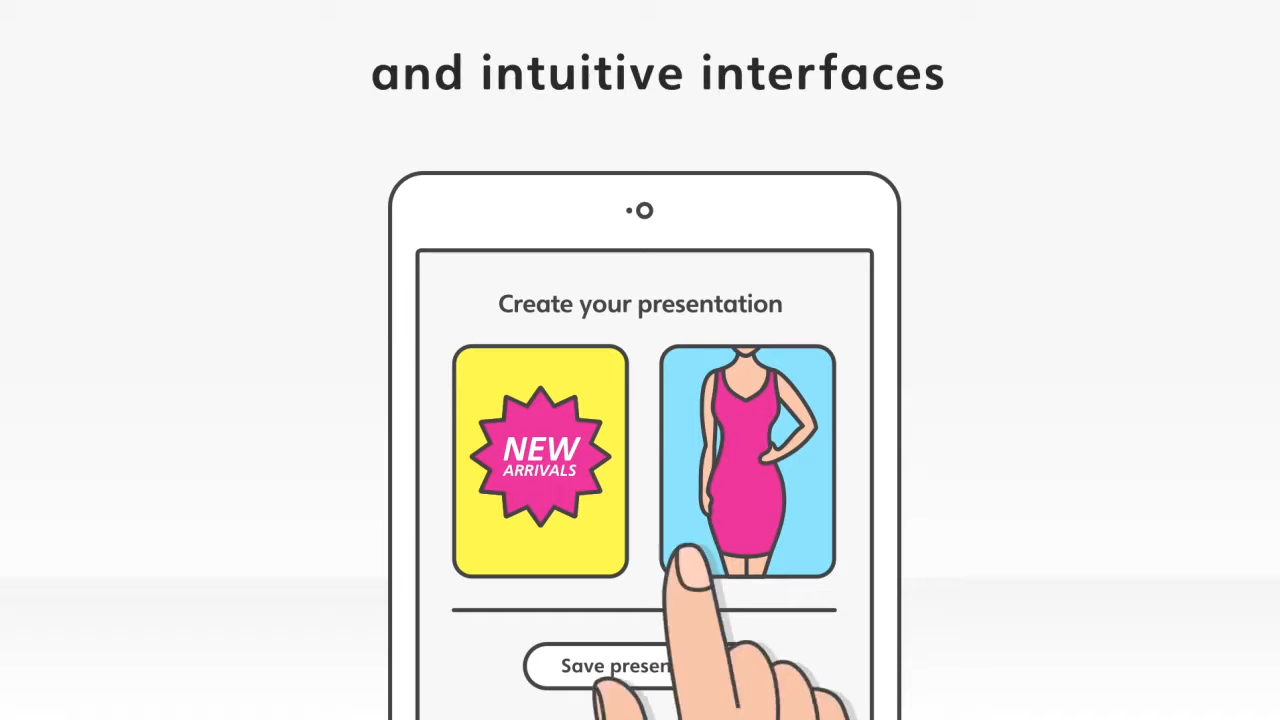 and intuitive interfaces
Create your presentation
NEW
ARRIVALS
Save presen